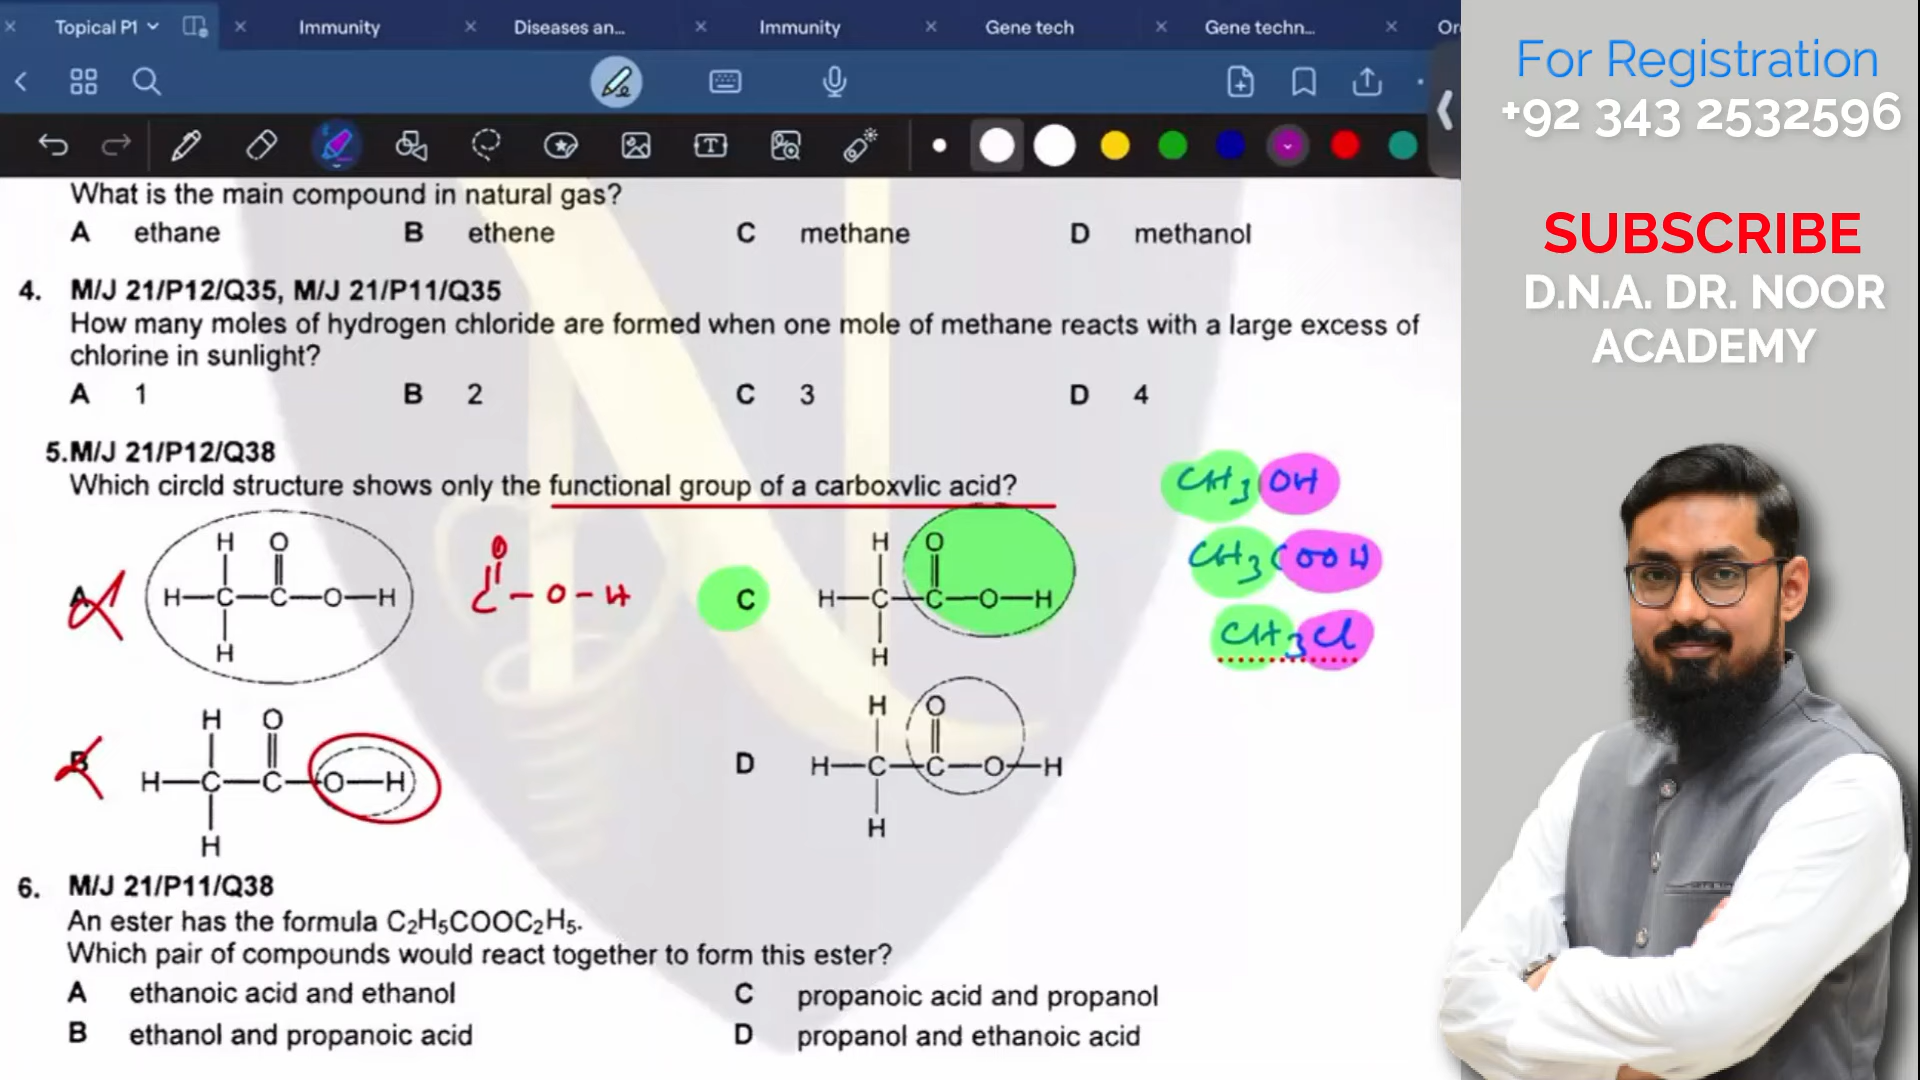 Topical P1
Immunity
Diseases an...
Immunity
Gene tech
Gene techn...
Or
What is the main compound in natural gas?
A ethane B ethene C methane D methanol
4. M/J 21/P12/Q35, M/J 21/P11/Q35
How many moles of hydrogen chloride are formed when one mole of methane reacts with a large excess of
chlorine in sunlight?
A 1 B 2 C 3 D 4
5.M/J 21/P12/Q38
Which circld structure shows only the functional group of a carboxvlic acid?
A
H O
H—C—C—O—H
H
O
C - O - H
C
H O
H—C—C—O—H
H
CH3 OH
CH3 COOH
CH3 Cl
B
H O
H—C—C—O—H
H
D
H O
H—C—C—O—H
H
6. M/J 21/P11/Q38
An ester has the formula C₂H₅COOC₂H₅.
Which pair of compounds would react together to form this ester?
A ethanoic acid and ethanol
C propanoic acid and propanol
B ethanol and propanoic acid
D propanol and ethanoic acid
For Registration
+92 343 2532596
SUBSCRIBE
D.N.A. DR. NOOR
ACADEMY